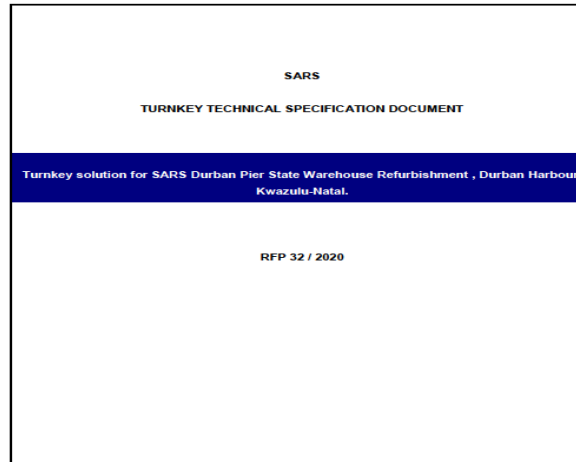 SARS
TURNKEY TECHNICAL SPECIFICATION DOCUMENT
Turnkey solution for SARS Durban Pier State Warehouse Refurbishment , Durban Harbour
Kwazulu-Natal.
RFP 32 / 2020